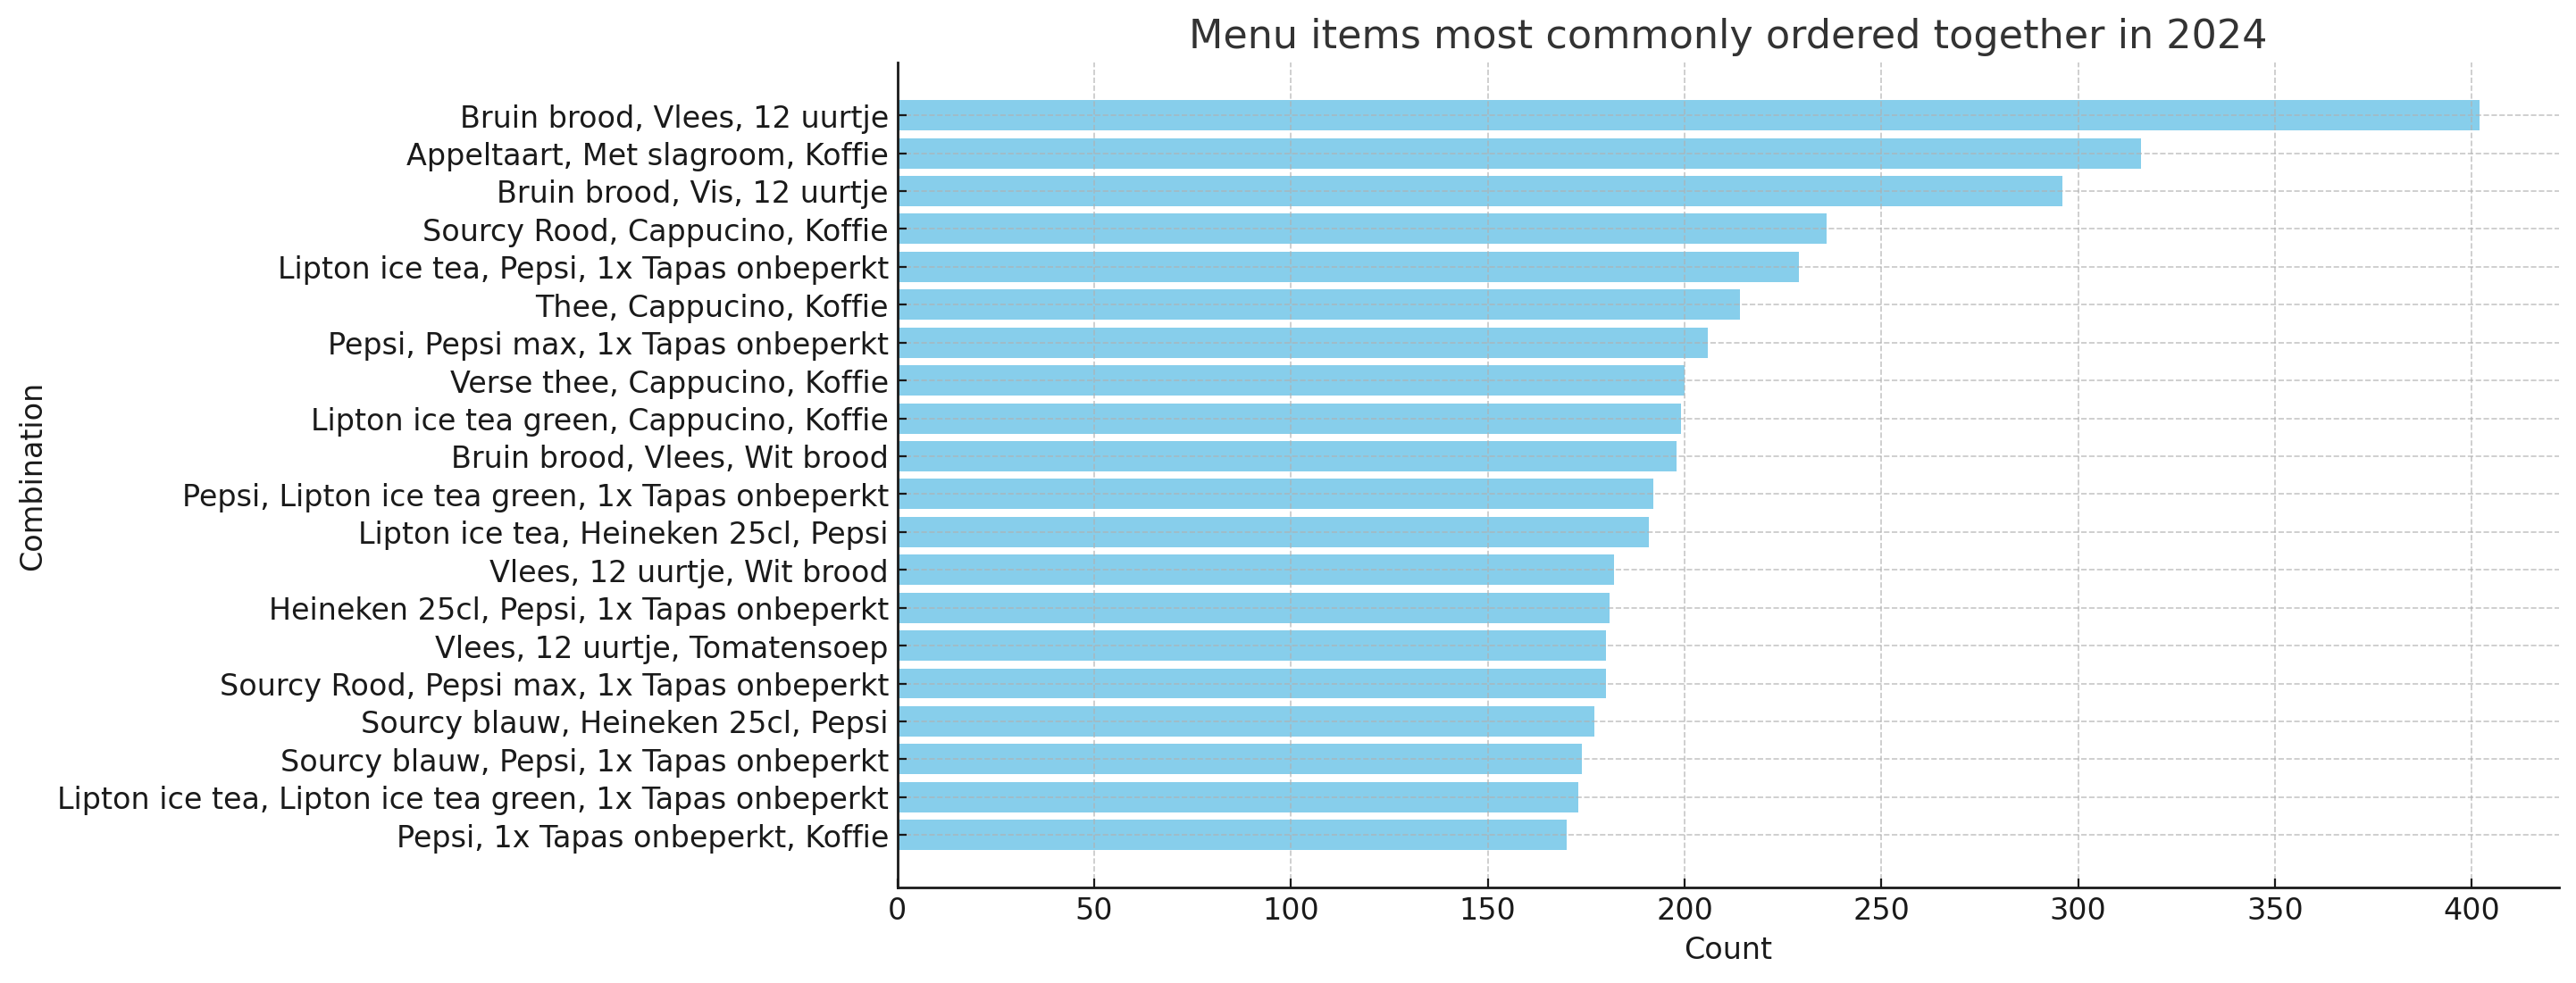 Menu items most commonly ordered together in 2024
Combination
Bruin brood, Vlees, 12 uurtje
Appeltaart, Met slagroom, Koffie
Bruin brood, Vis, 12 uurtje
Sourcy Rood, Cappucino, Koffie
Lipton ice tea, Pepsi, 1x Tapas onbeperkt
Thee, Cappucino, Koffie
Pepsi, Pepsi max, 1x Tapas onbeperkt
Verse thee, Cappucino, Koffie
Lipton ice tea green, Cappucino, Koffie
Bruin brood, Vlees, Wit brood
Pepsi, Lipton ice tea green, 1x Tapas onbeperkt
Lipton ice tea, Heineken 25cl, Pepsi
Vlees, 12 uurtje, Wit brood
Heineken 25cl, Pepsi, 1x Tapas onbeperkt
Vlees, 12 uurtje, Tomatensoep
Sourcy Rood, Pepsi max, 1x Tapas onbeperkt
Sourcy blauw, Heineken 25cl, Pepsi
Sourcy blauw, Pepsi, 1x Tapas onbeperkt
Lipton ice tea, Lipton ice tea green, 1x Tapas onbeperkt
Pepsi, 1x Tapas onbeperkt, Koffie
0 50 100 150 200 250 300 350 400
Count